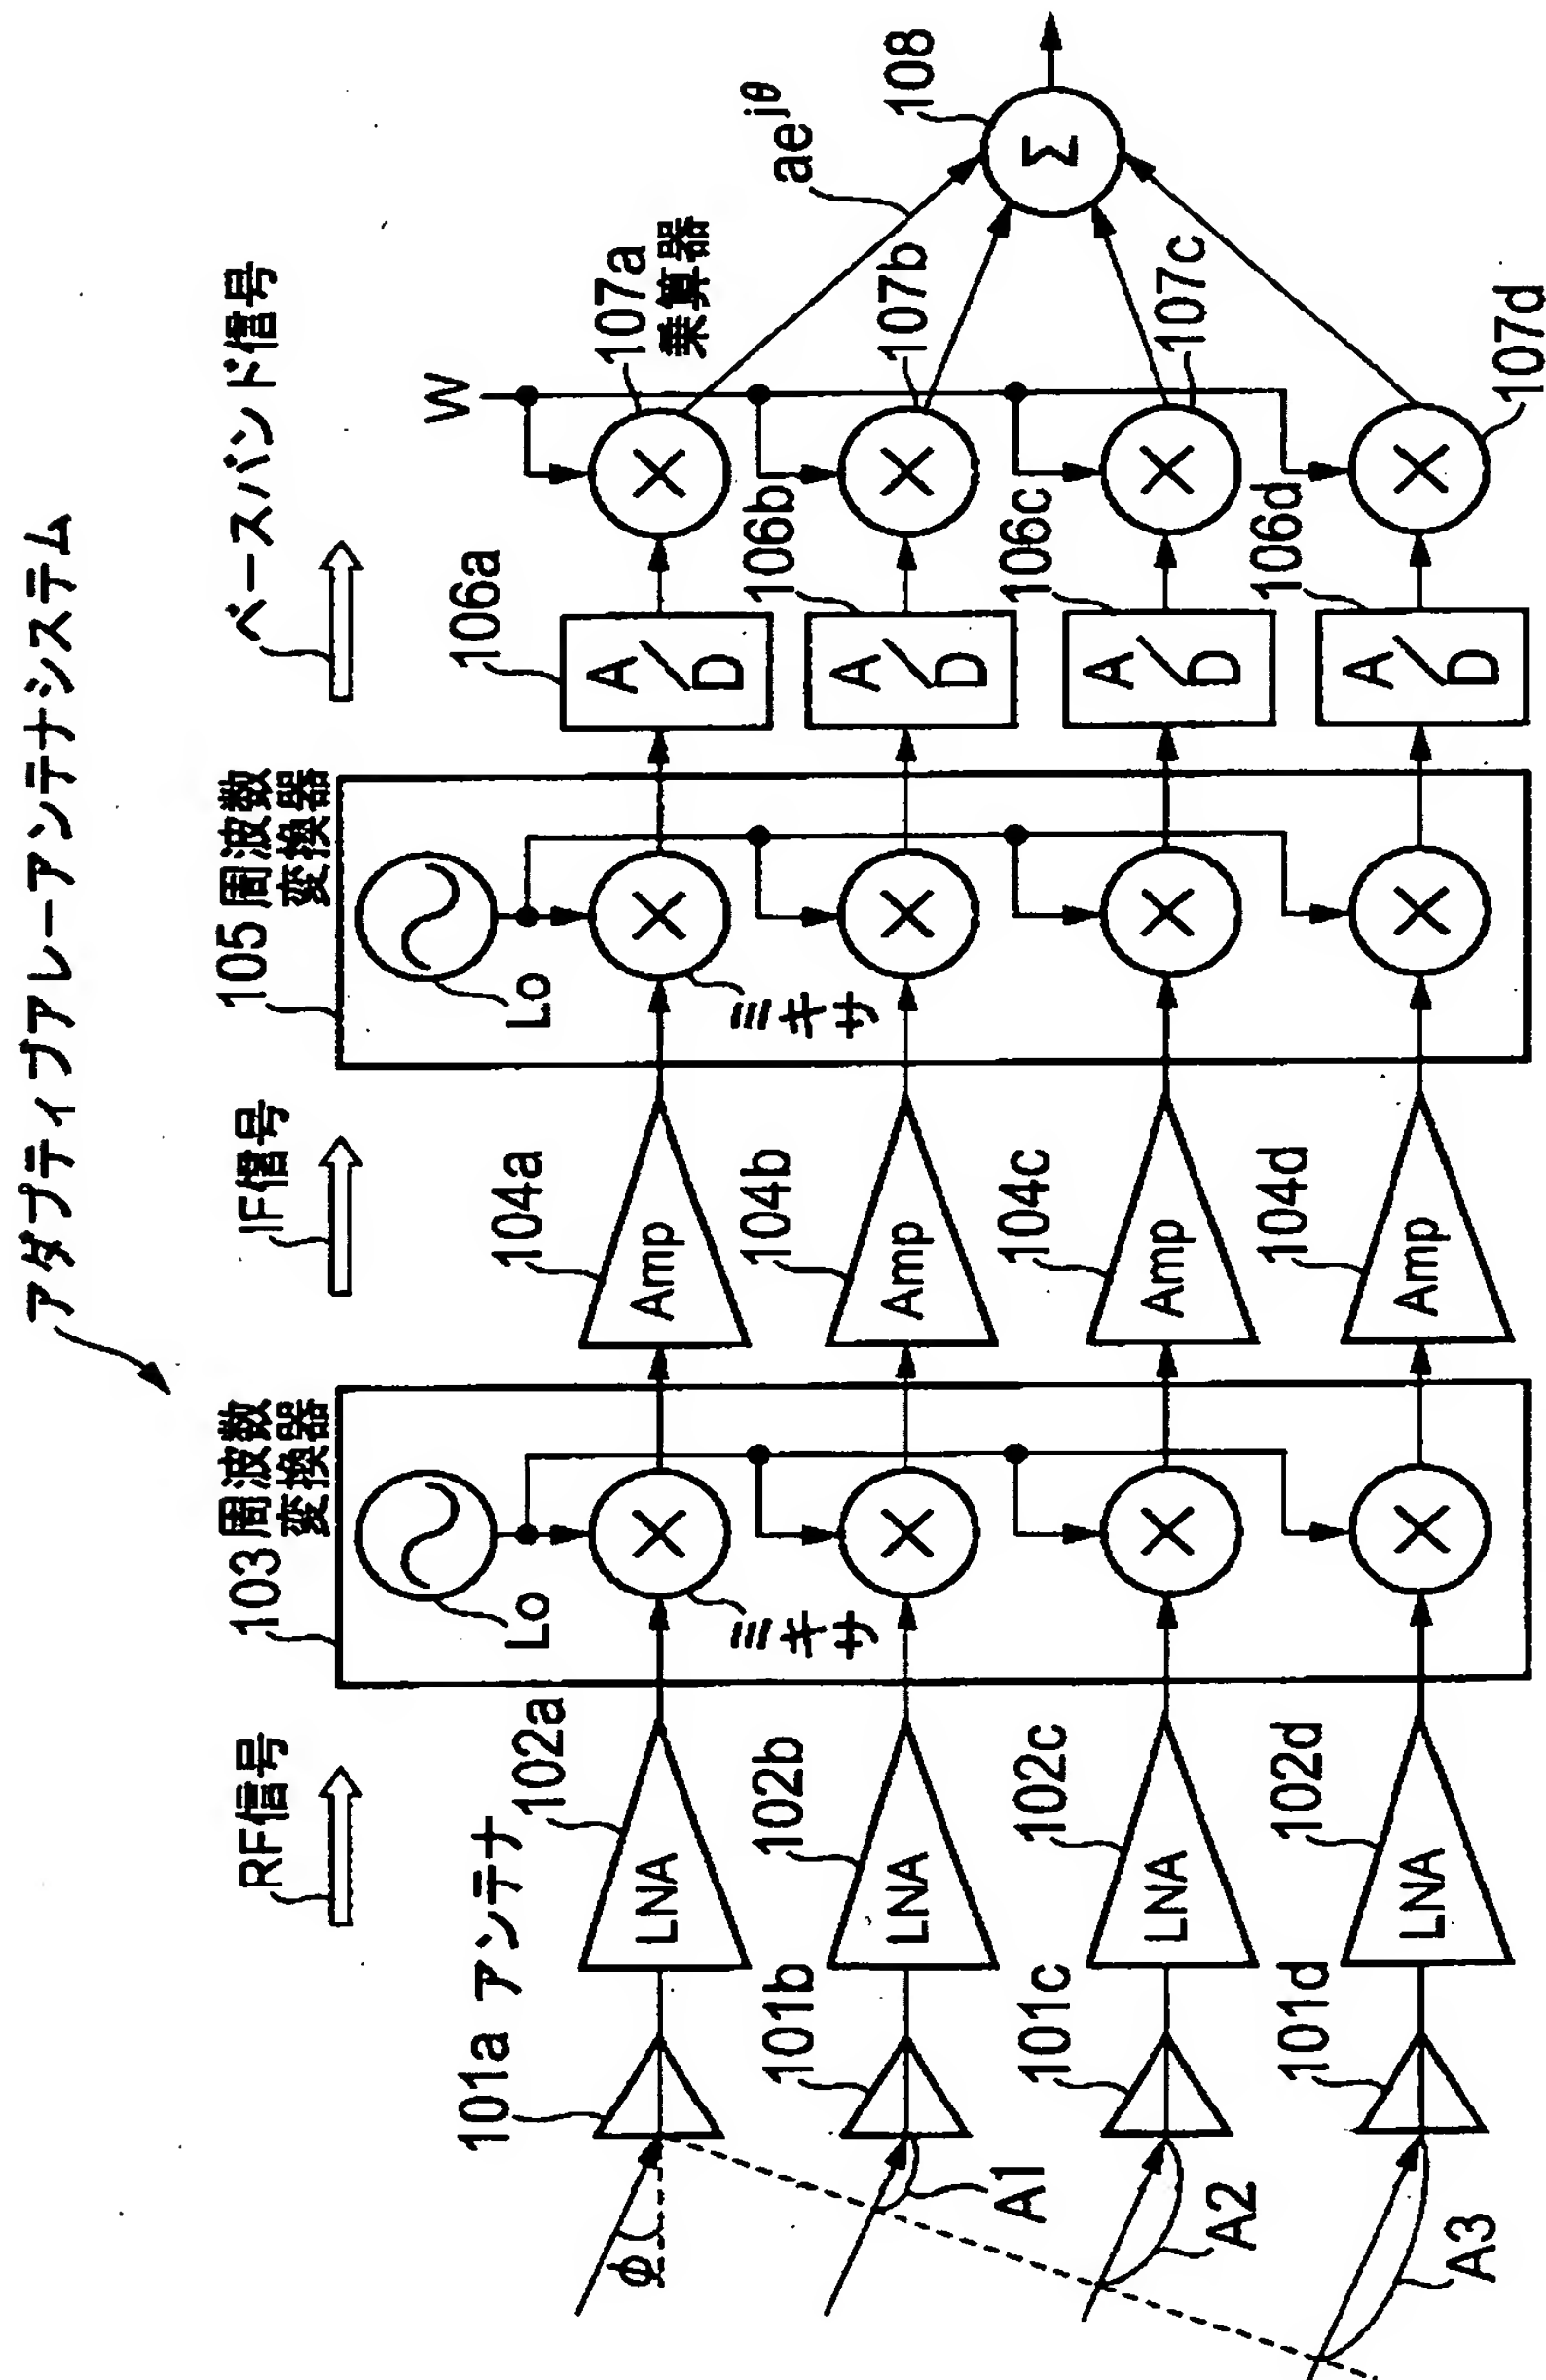 アダプティブアレーアンテナシステム
RF信号
IF信号
ベースバンド信号
103 周波数
変換器
105 周波数
変換器
Lo
Lo
W
101a アンテナ
102a
ミキサ
104a
ミキサ
106a
107a
乗算器
ae^jθ
LNA
Amp
A/D
108
Σ
Φ
101b
102b
104b
106b
107b
LNA
Amp
A/D
A1
101c
102c
104c
106c
107c
LNA
Amp
A/D
A2
101d
102d
104d
106d
107d
LNA
Amp
A/D
A3